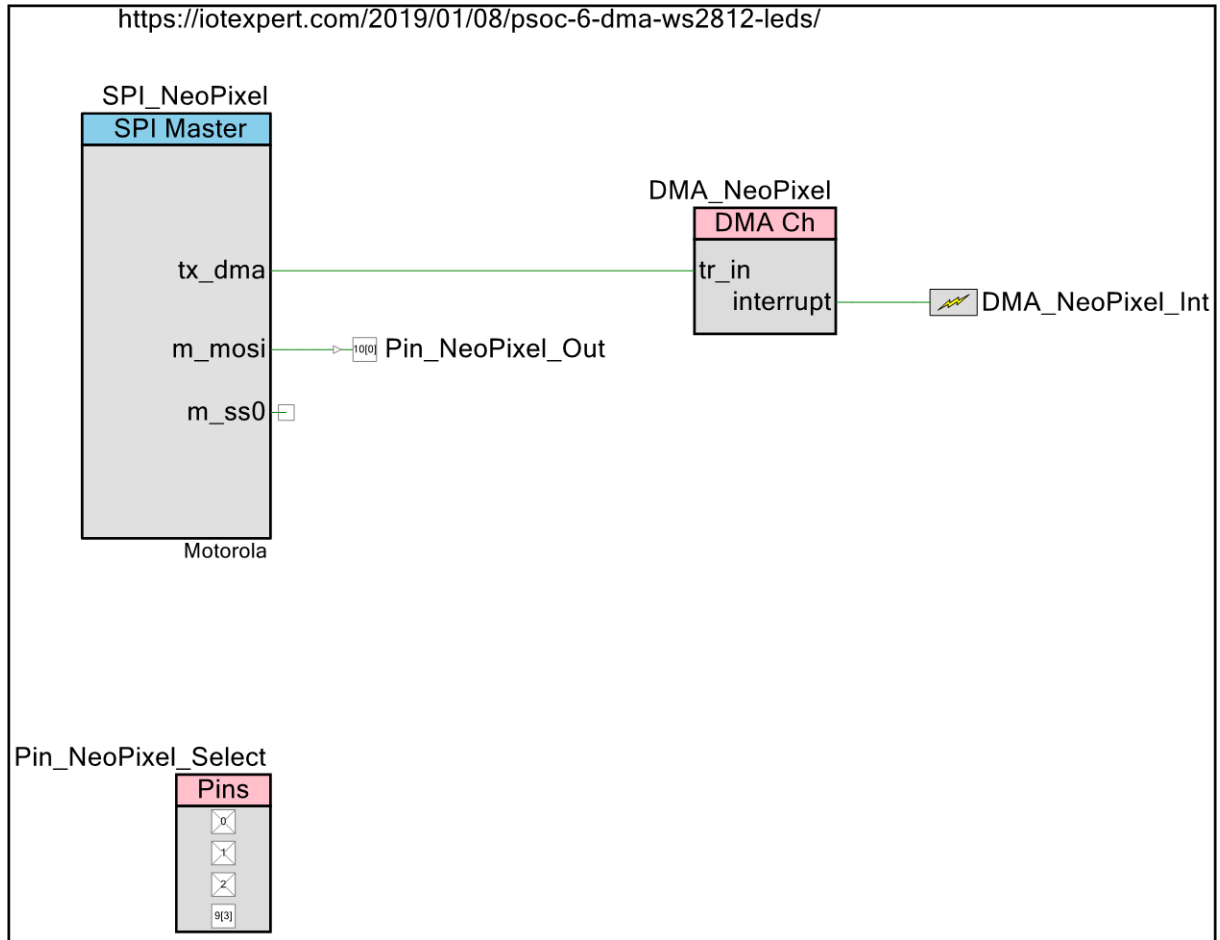 https://iotexpert.com/2019/01/08/psoc-6-dma-ws2812-leds/
SPI_NeoPixel
SPI Master
tx_dma
m_mosi
m_ss0
Motorola
10[0]
Pin_NeoPixel_Out
DMA_NeoPixel
DMA Ch
tr_in
interrupt
DMA_NeoPixel_Int
Pin_NeoPixel_Select
Pins
0
1
2
9[3]